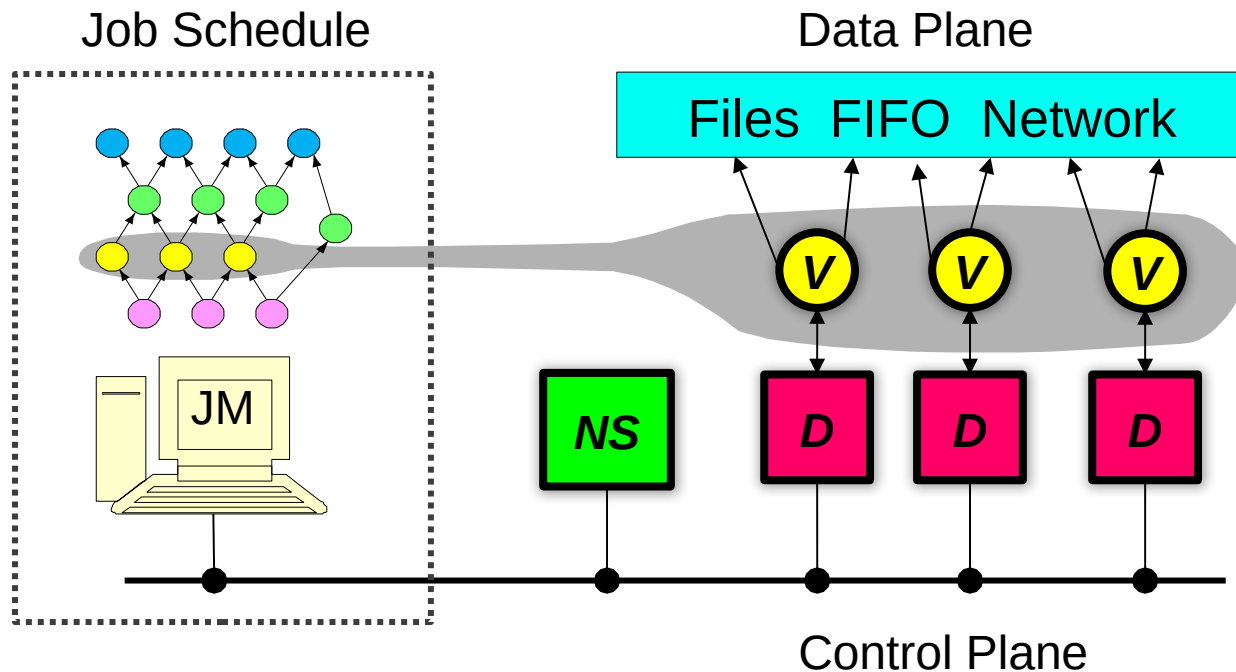 Job Schedule
Data Plane
Files FIFO Network
V V V
JM
NS D D D
Control Plane